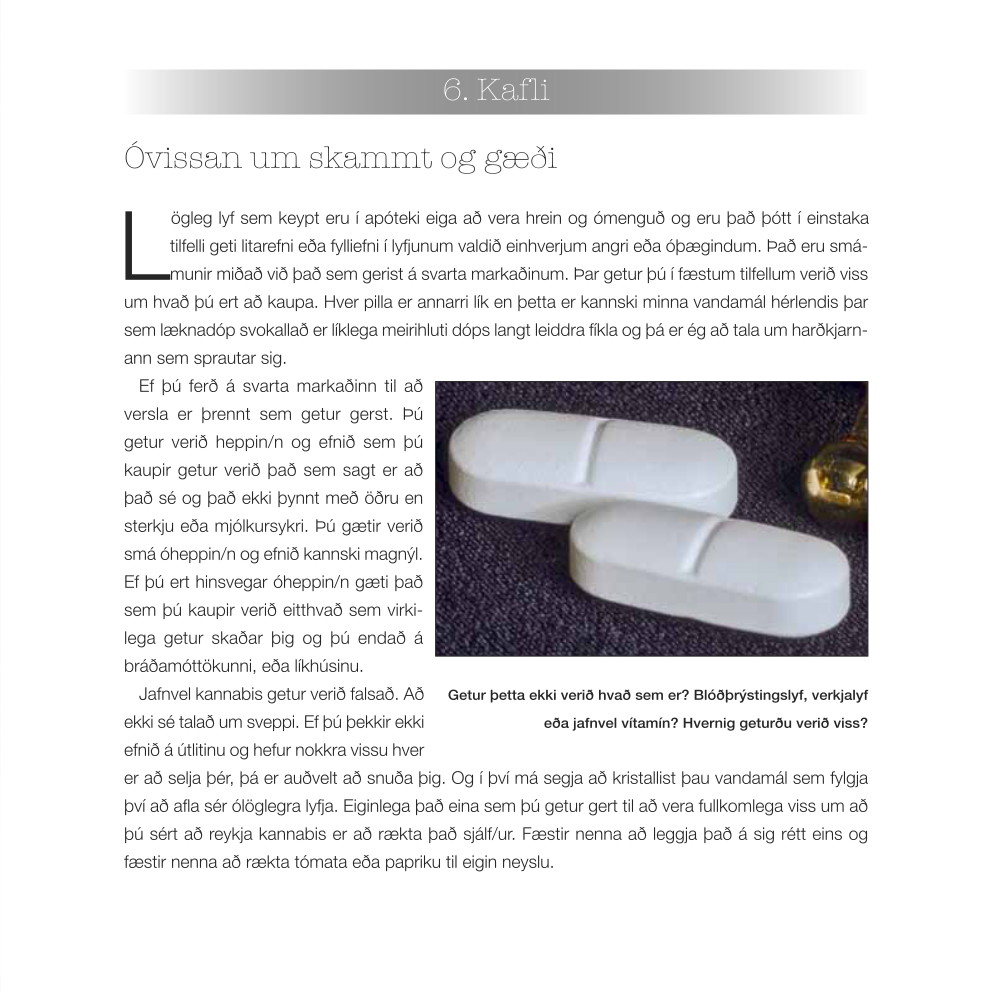 6. Kafli
Óvissan um skammt og gæði
Lögleg lyf sem keypt eru í apóteki eiga að vera hrein og ómenguð og eru það þótt í einstaka
tilfelli geti litarefni eða fylliefni í lyfjunum valdið einhverjum angri eða óþægindum. Það eru smá-
munir miðað við það sem gerist á svarta markaðinum. Þar getur þú í fæstum tilfellum verið viss
um hvað þú ert að kaupa. Hver pilla er annarri lík en þetta er kannski minna vandamál hérlendis þar
sem læknadóp svokallað er líklega meirihluti dóps langt leiddra fíkla og þá er ég að tala um harðkjarn-
ann sem sprautar sig.
Ef þú ferð á svarta markaðinn til að
versla er þrennt sem getur gerst. Þú
getur verið heppin/n og efnið sem þú
kaupir getur verið það sem sagt er að
það sé og það ekki þynnt með öðru en
sterkju eða mjólkursykri. Þú gætir verið
smá óheppin/n og efnið kannski magnýl.
Ef þú ert hinsvegar óheppin/n gæti það
sem þú kaupir verið eitthvað sem virki-
lega getur skaðar þig og þú endað á
bráðamóttökunni, eða líkhúsinu.
Jafnvel kannabis getur verið falsað. Að
ekki sé talað um sveppi. Ef þú þekkir ekki
efnið á útlitinu og hefur nokkra vissu hver
er að selja þér, þá er auðvelt að snuða þig. Og í því má segja að kristallist þau vandamál sem fylgja
því að afla sér ólöglegra lyfja. Eiginlega það eina sem þú getur gert til að vera fullkomlega viss um að
þú sért að reykja kannabis er að rækta það sjálf/ur. Fæstir nenna að leggja það á sig rétt eins og
fæstir nenna að rækta tómata eða papriku til eigin neyslu.
Getur þetta ekki verið hvað sem er? Blóðþrýstingslyf, verkjalyf
eða jafnvel vítamín? Hvernig geturðu verið viss?